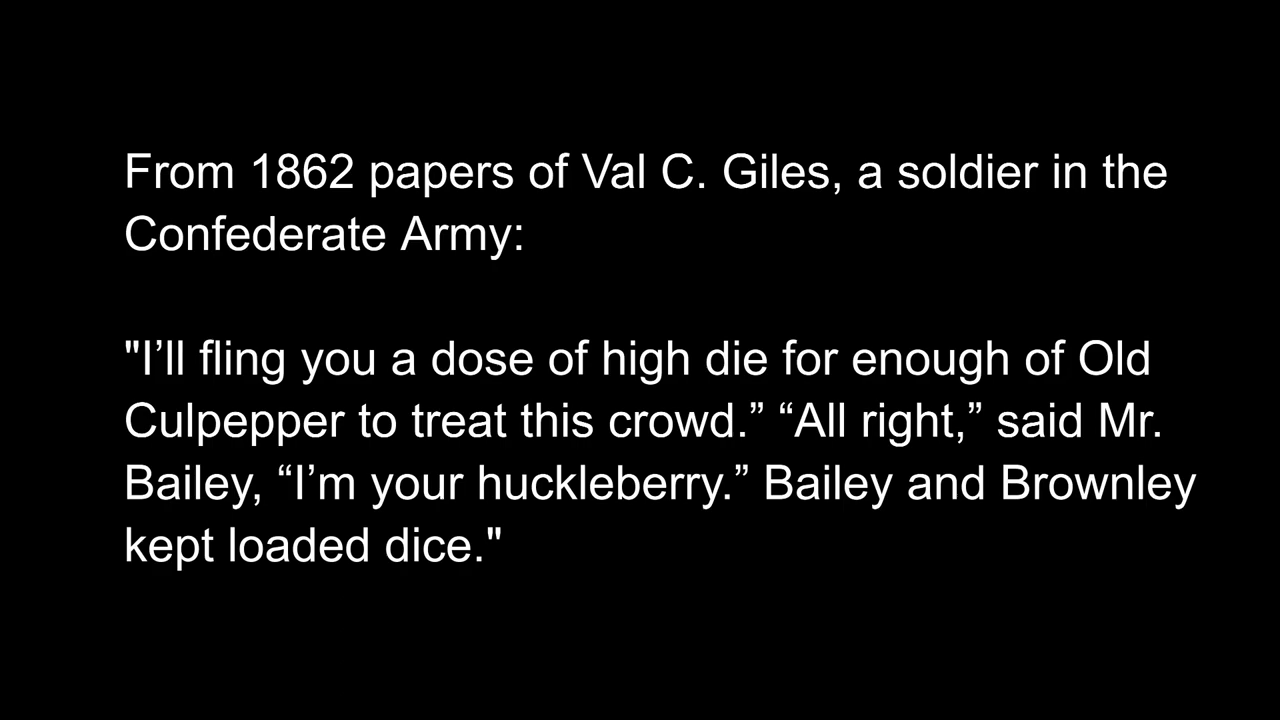 From 1862 papers of Val C. Giles, a soldier in the
Confederate Army:
"I’ll fling you a dose of high die for enough of Old
Culpepper to treat this crowd.” “All right,” said Mr.
Bailey, “I’m your huckleberry.” Bailey and Brownley
kept loaded dice."